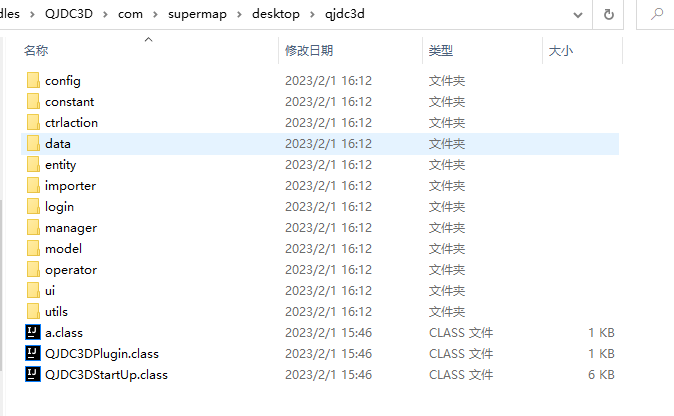 dles > QJDC3D > com > supermap > desktop > qjdc3d
名称 修改日期 类型 大小
config 2023/2/1 16:12 文件夹
constant 2023/2/1 16:12 文件夹
ctrlaction 2023/2/1 16:12 文件夹
data 2023/2/1 16:12 文件夹
entity 2023/2/1 16:12 文件夹
importer 2023/2/1 16:12 文件夹
login 2023/2/1 16:12 文件夹
manager 2023/2/1 16:12 文件夹
model 2023/2/1 16:12 文件夹
operator 2023/2/1 16:12 文件夹
ui 2023/2/1 16:12 文件夹
utils 2023/2/1 16:12 文件夹
a.class 2023/2/1 15:46 CLASS 文件 1 KB
QJDC3DPlugin.class 2023/2/1 15:46 CLASS 文件 1 KB
QJDC3DStartUp.class 2023/2/1 15:46 CLASS 文件 6 KB